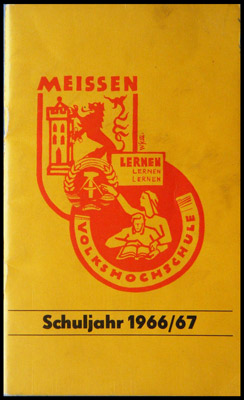 MEISSEN
LERNEN
LERNEN
LERNEN
VOLKSHOCHSCHULE
Schuljahr 1966/67